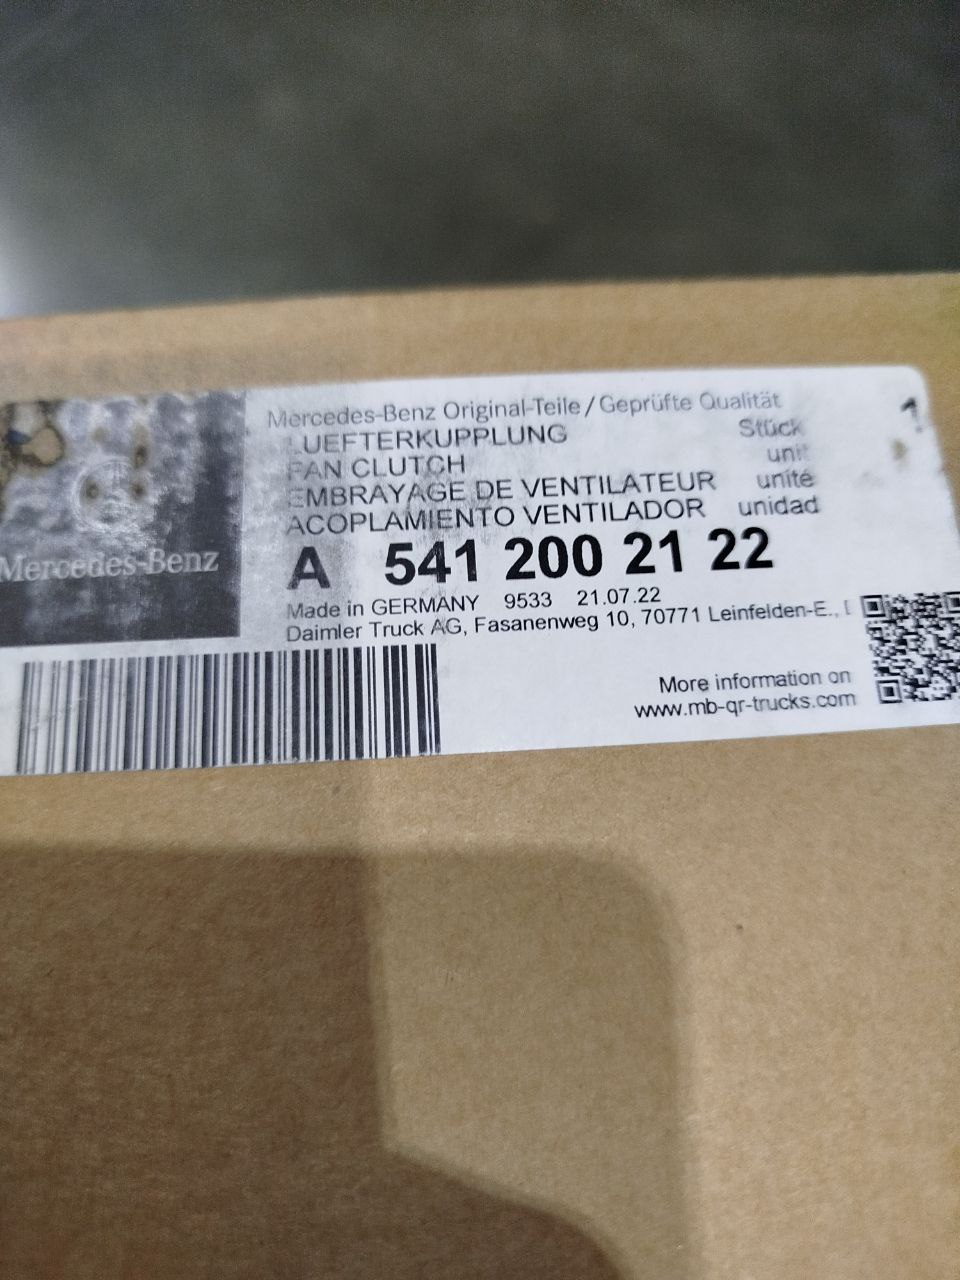 Mercedes-Benz Original-Teile / Geprüfte Qualität
LUEFTERKUPPLUNG Stück 1
FAN CLUTCH unit
EMBRAYAGE DE VENTILATEUR unité
ACOPLAMIENTO VENTILADOR unidad
Mercedes-Benz
A 541 200 21 22
Made in GERMANY 9533 21.07.22
Daimler Truck AG, Fasanenweg 10, 70771 Leinfelden-E.,
More information on
www.mb-qr-trucks.com